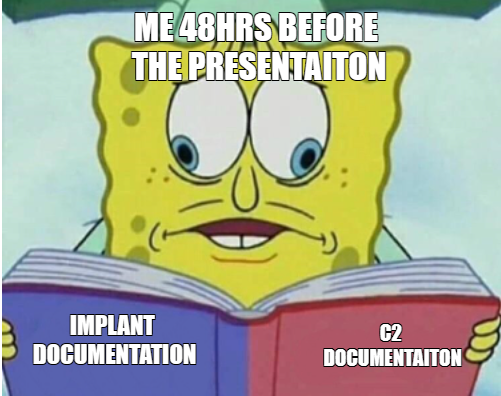 ME 48HRS BEFORE
THE PRESENTAITON
IMPLANT
DOCUMENTATION
C2
DOCUMENTAITON